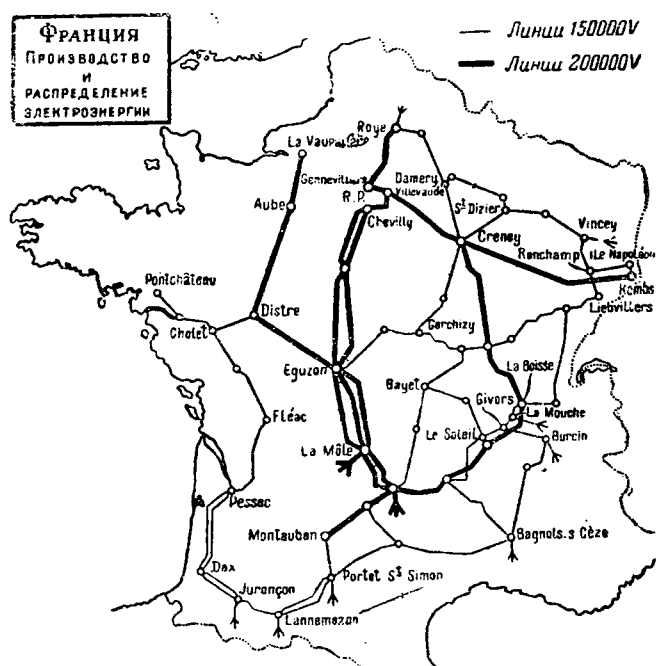 ФРАНЦИЯ
ПРОИЗВОДСТВО
И
РАСПРЕДЕЛЕНИЕ
ЭЛЕКТРОЭНЕРГИИ
Линии 150000V
Линии 200000V
Roye
La
Gennevilliers
Damery
Villevaude
R.P.
St Dizier
Aube
Chevilly
Vincey
Creney
Ronchamp
Ile Napoléon
Kembs
Pontchâteau
Liebvillers
Distre
Cholet
Garchizy
Eguzon
La Boisse
Bayet
Givors
La Mouche
Fléac
Le Soleil
Burcin
La Môle
Pessac
Montauban
Bagnols.s Cèze
Dax
Portet St Simon
Jurançon
Lannemezan